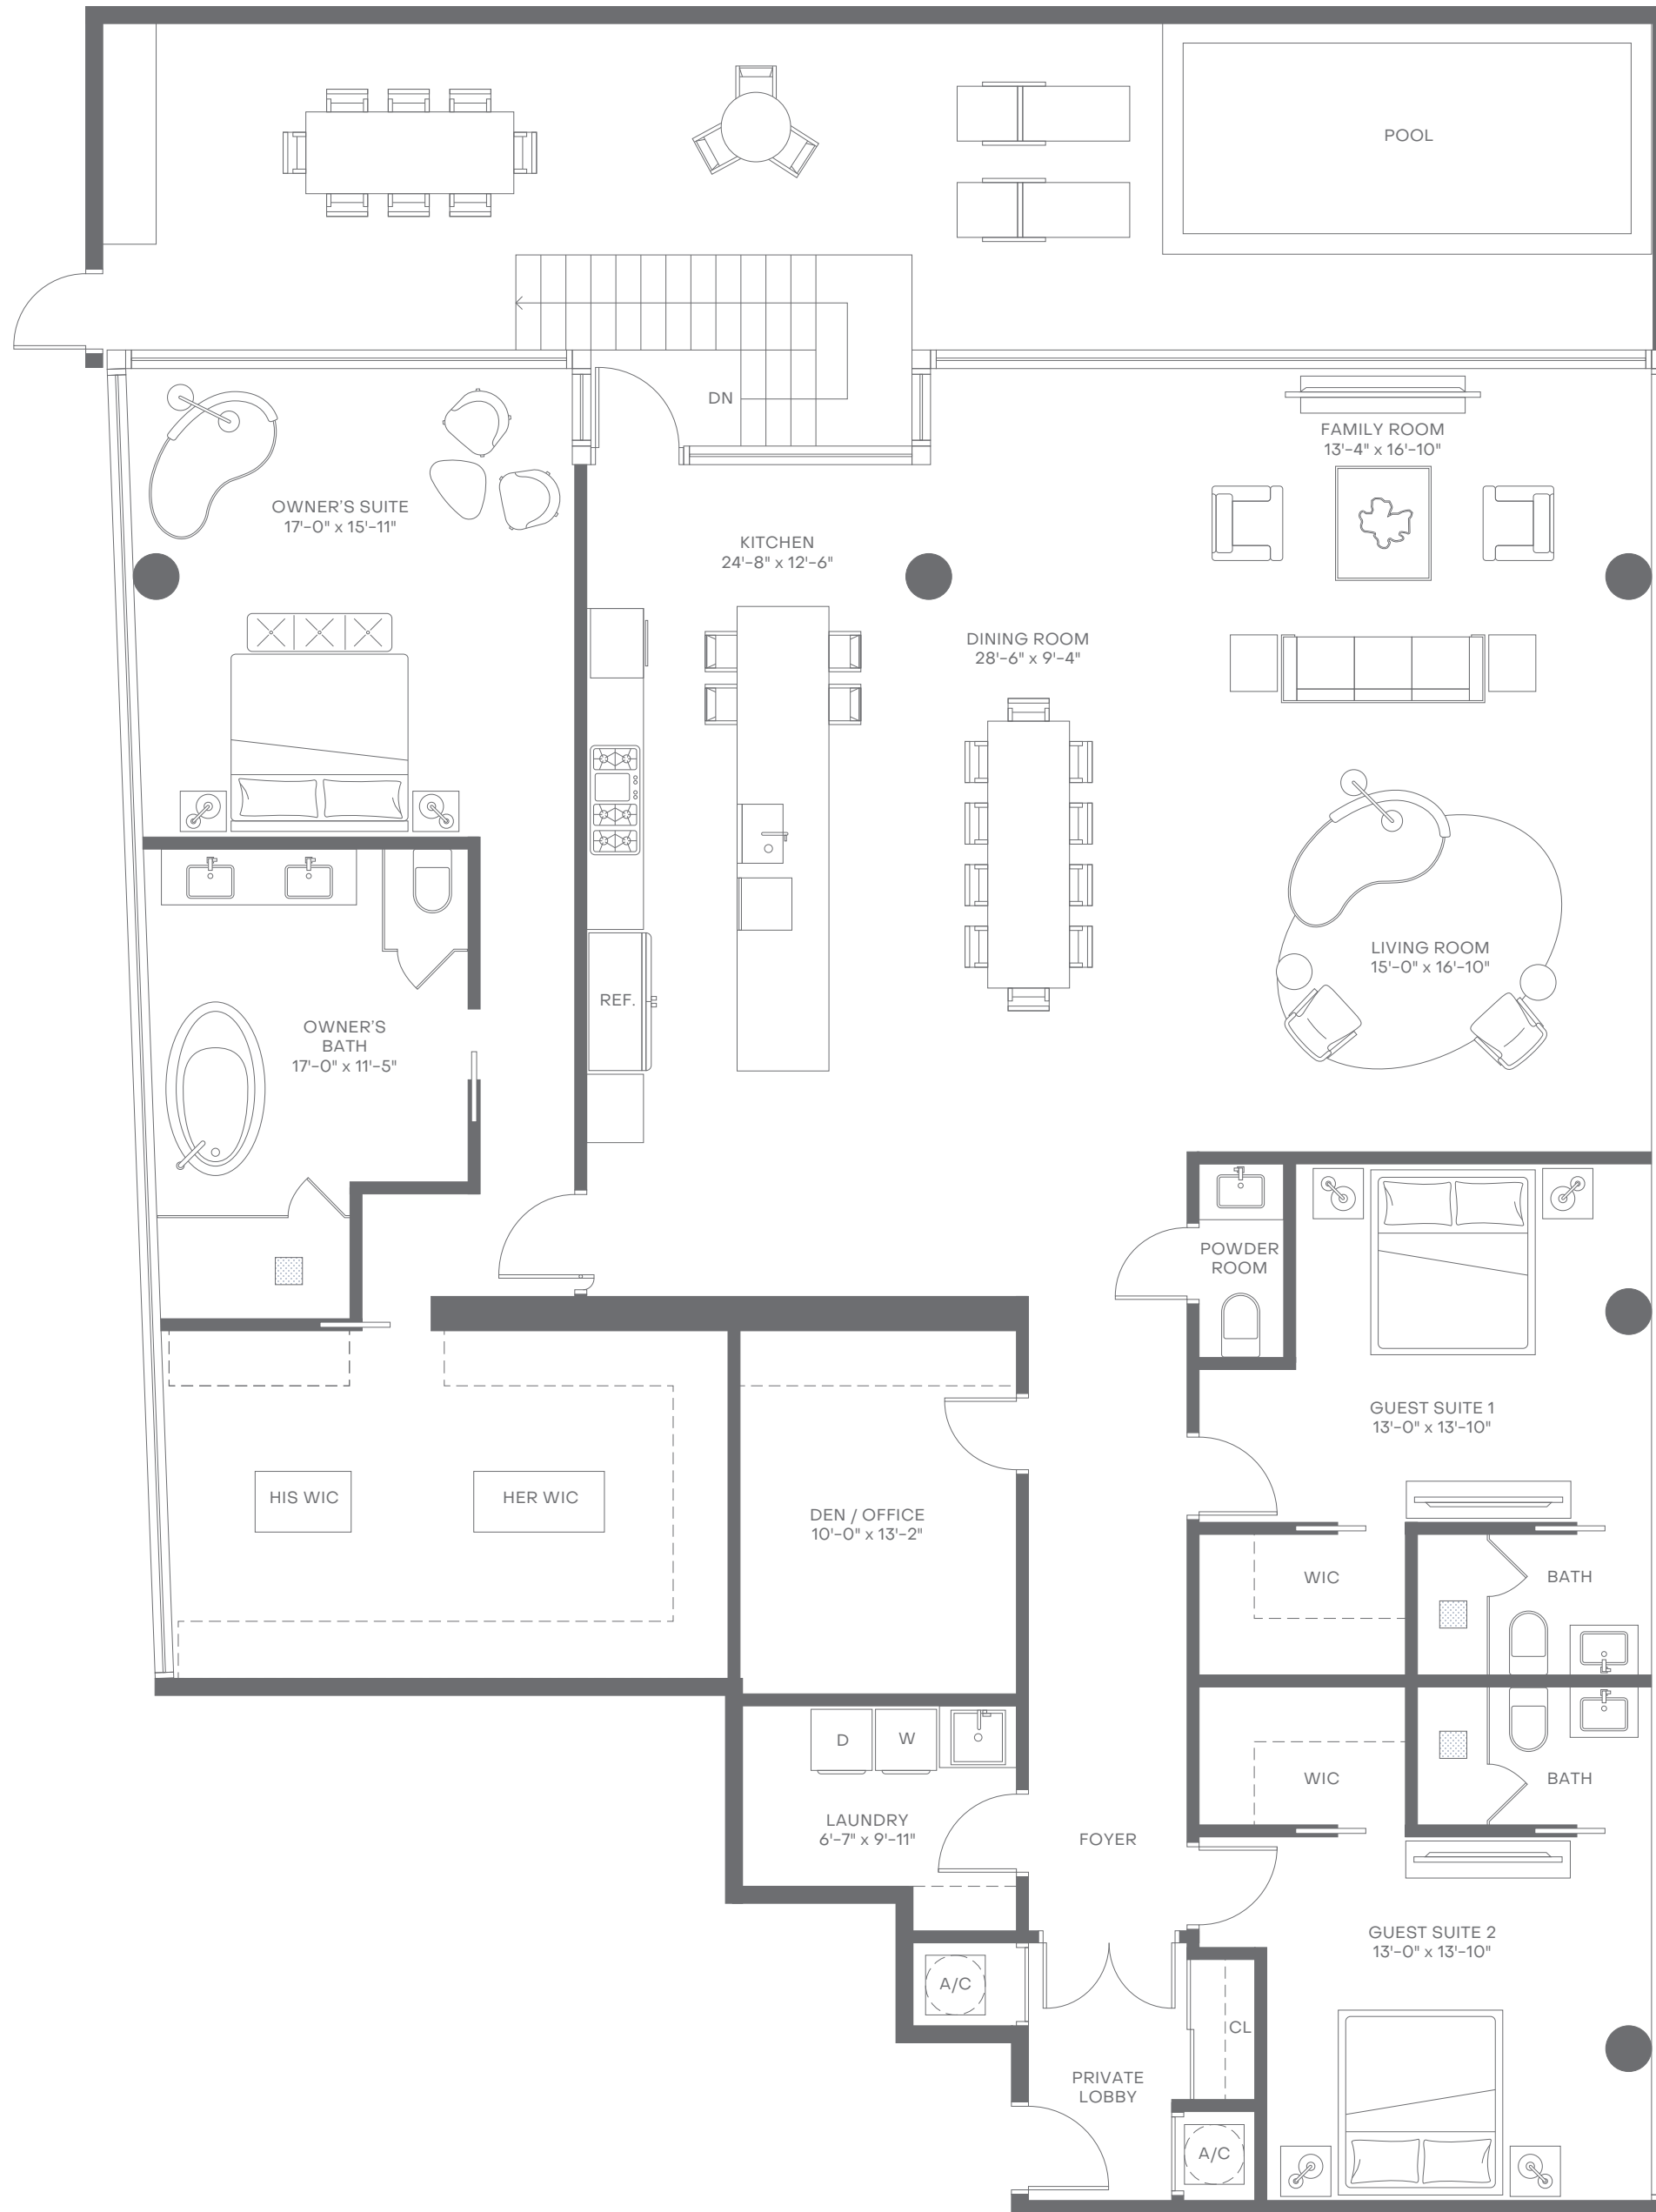 POOL
DN
FAMILY ROOM
13'-4" x 16'-10"
OWNER'S SUITE
17'-0" x 15'-11"
KITCHEN
24'-8" x 12'-6"
DINING ROOM
28'-6" x 9'-4"
LIVING ROOM
15'-0" x 16'-10"
REF.
OWNER'S
BATH
17'-0" x 11'-5"
POWDER
ROOM
GUEST SUITE 1
13'-0" x 13'-10"
HIS WIC
HER WIC
DEN / OFFICE
10'-0" x 13'-2"
WIC
BATH
D
W
WIC
BATH
LAUNDRY
6'-7" x 9'-11"
FOYER
GUEST SUITE 2
13'-0" x 13'-10"
A/C
CL
PRIVATE
LOBBY
A/C